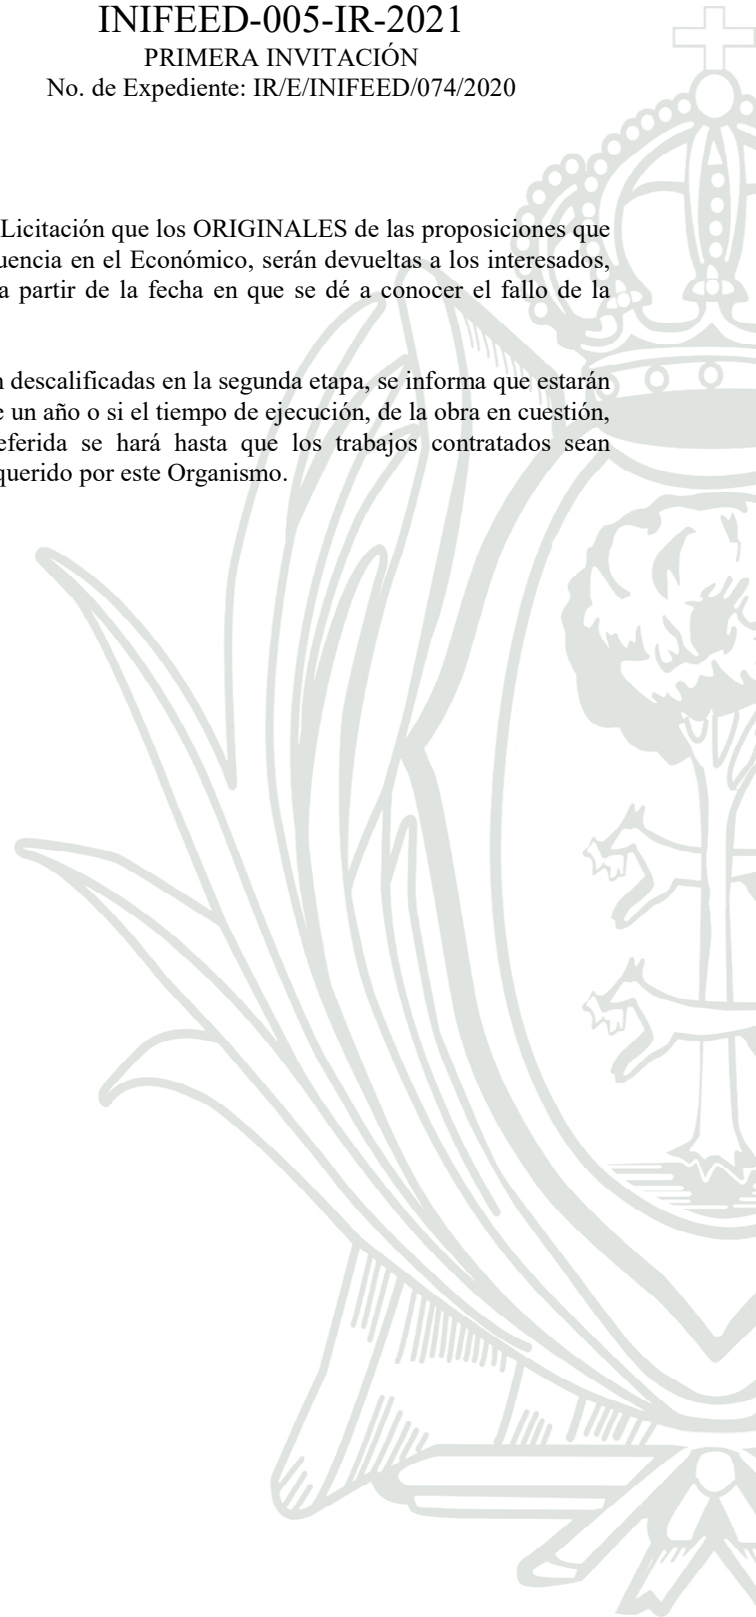 INIFEED-005-IR-2021
PRIMERA INVITACIÓN
No. de Expediente: IR/E/INIFEED/074/2020
Licitación que los ORIGINALES de las proposiciones que
uencia en el Económico, serán devueltas a los interesados,
a partir de la fecha en que se dé a conocer el fallo de la
descalificadas en la segunda etapa, se informa que estarán
un año o si el tiempo de ejecución, de la obra en cuestión,
eferida se hará hasta que los trabajos contratados sean
querido por este Organismo.